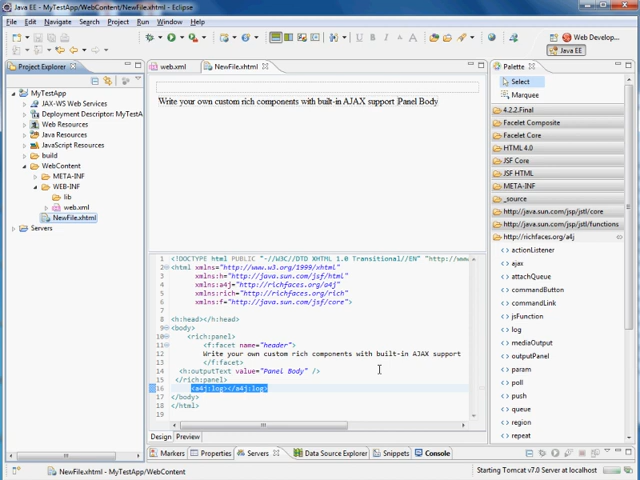 Java EE - MyTestApp/WebContent/NewFile.xhtml - Eclipse
File Edit Navigate Search Project Run Window Help
Web Develop...
Java EE
Project Explorer
MyTestApp
JAX-WS Web Services
Deployment Descriptor: MyTestA
Web Resources
Java Resources
JavaScript Resources
build
WebContent
META-INF
WEB-INF
lib
web.xml
NewFile.xhtml
Servers
web.xml
NewFile.xhtml
Write your own custom rich components with built-in AJAX support Panel Body
1 <!DOCTYPE html PUBLIC "-//W3C//DTD XHTML 1.0 Transitional//EN" "http://www
2 <html xmlns="http://www.w3.org/1999/xhtml"
3 xmlns:h="http://java.sun.com/jsf/html"
4 xmlns:a4j="http://richfaces.org/a4j"
5 xmlns:rich="http://richfaces.org/rich"
6 xmlns:f="http://java.sun.com/jsf/core">
7
8 <h:head></h:head>
9 <body>
10 <rich:panel>
11 <f:facet name="header">
12 Write your own custom rich components with built-in AJAX support
13 </f:facet>
14 <h:outputText value="Panel Body" />
15 </rich:panel>
16 <a4j:log></a4j:log>
17 </body>
18 </html>
19
Design Preview
Palette
Select
Marquee
4.2.2.Final
Facelet Composite
Facelet Core
HTML 4.0
JSF Core
JSF HTML
META-INF
_source
http://java.sun.com/jsp/jstl/core
http://java.sun.com/jsp/jstl/functions
http://richfaces.org/a4j
actionListener
ajax
attachQueue
commandButton
commandLink
jsFunction
log
mediaOutput
outputPanel
param
poll
push
queue
region
repeat
Markers Properties Servers Data Source Explorer Snippets Console
NewFile.xhtml - MyTestApp/WebContent
Starting Tomcat v7.0 Server at localhost